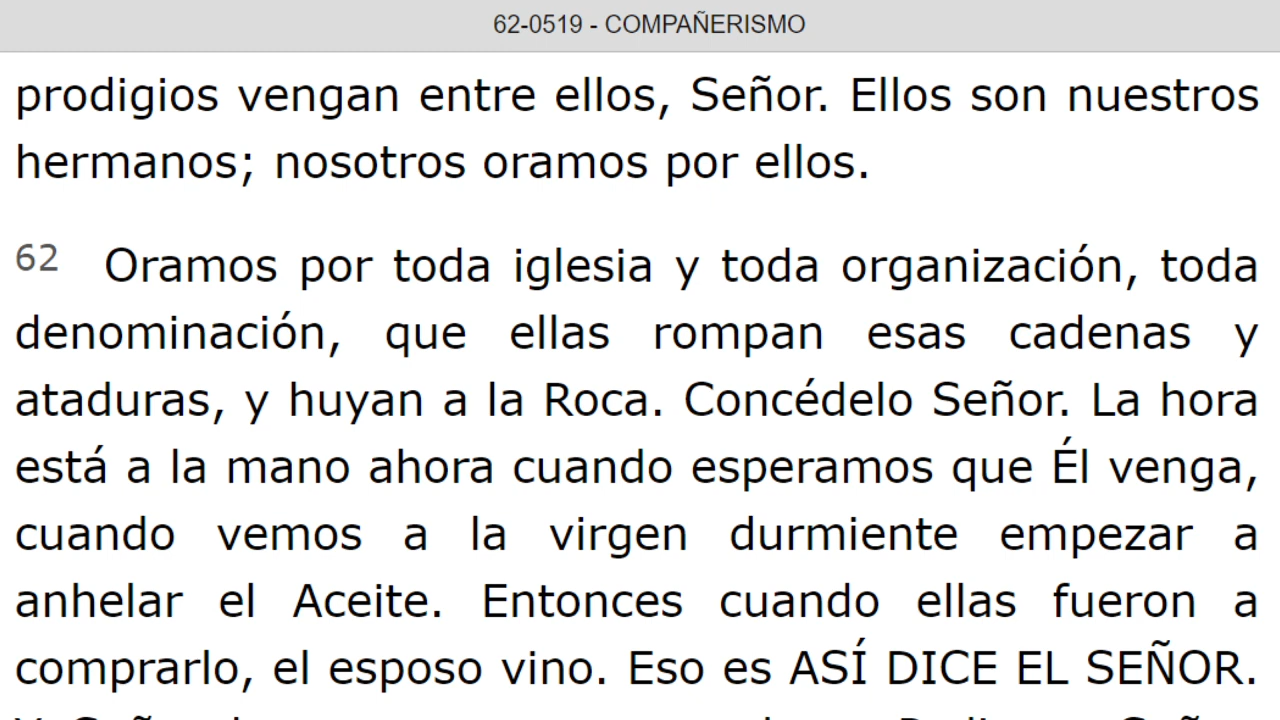 62-0519 - COMPAÑERISMO
prodigios vengan entre ellos, Señor. Ellos son nuestros
hermanos; nosotros oramos por ellos.
62 Oramos por toda iglesia y toda organización, toda
denominación, que ellas rompan esas cadenas y
ataduras, y huyan a la Roca. Concédelo Señor. La hora
está a la mano ahora cuando esperamos que Él venga,
cuando vemos a la virgen durmiente empezar a
anhelar el Aceite. Entonces cuando ellas fueron a
comprarlo, el esposo vino. Eso es ASÍ DICE EL SEÑOR.